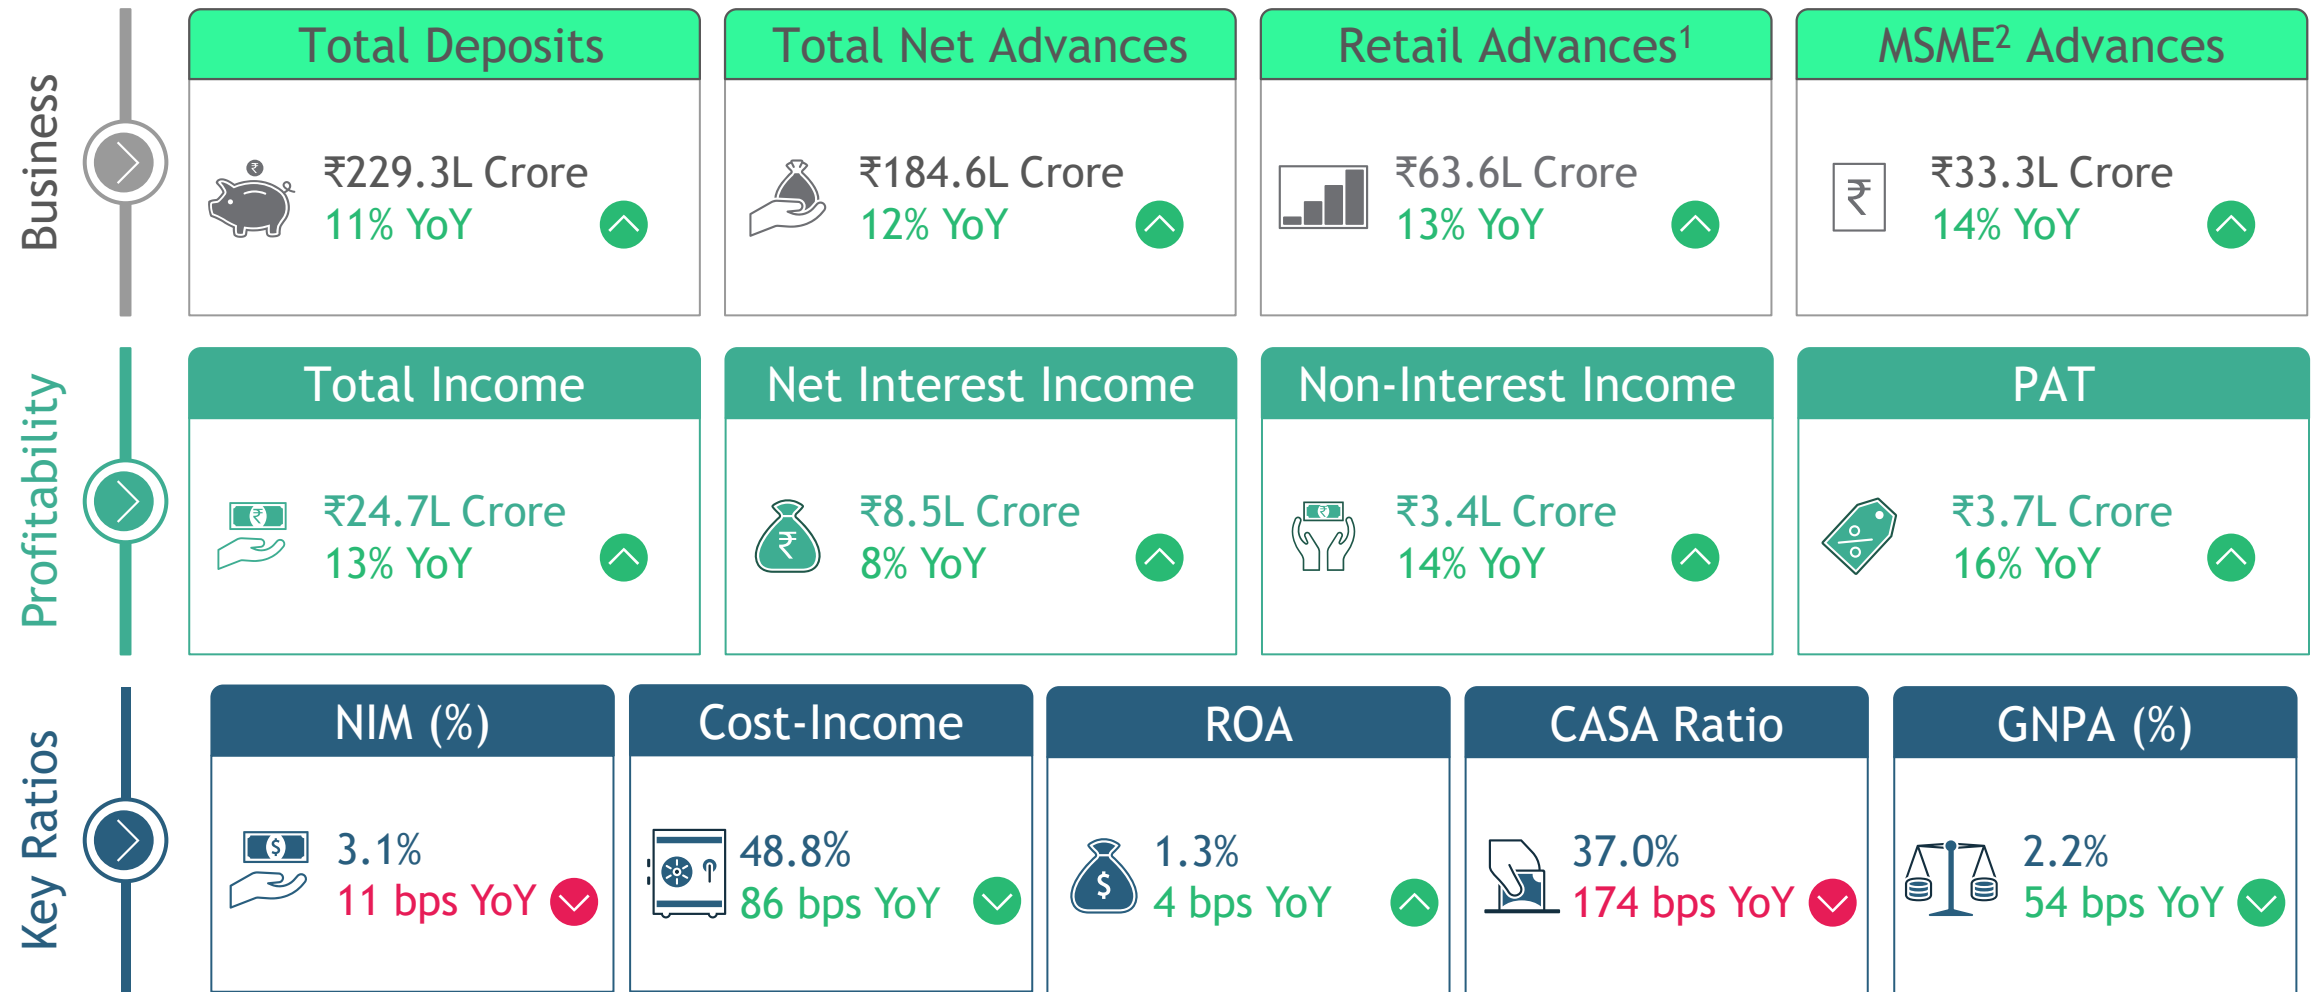 Business
Total Deposits
₹229.3L Crore
11% YoY
Total Net Advances
₹184.6L Crore
12% YoY
Retail Advances¹
₹63.6L Crore
13% YoY
MSME² Advances
₹33.3L Crore
14% YoY
Profitability
Total Income
₹24.7L Crore
13% YoY
Net Interest Income
₹8.5L Crore
8% YoY
Non-Interest Income
₹3.4L Crore
14% YoY
PAT
₹3.7L Crore
16% YoY
Key Ratios
NIM (%)
3.1%
11 bps YoY
Cost-Income
48.8%
86 bps YoY
ROA
1.3%
4 bps YoY
CASA Ratio
37.0%
174 bps YoY
GNPA (%)
2.2%
54 bps YoY